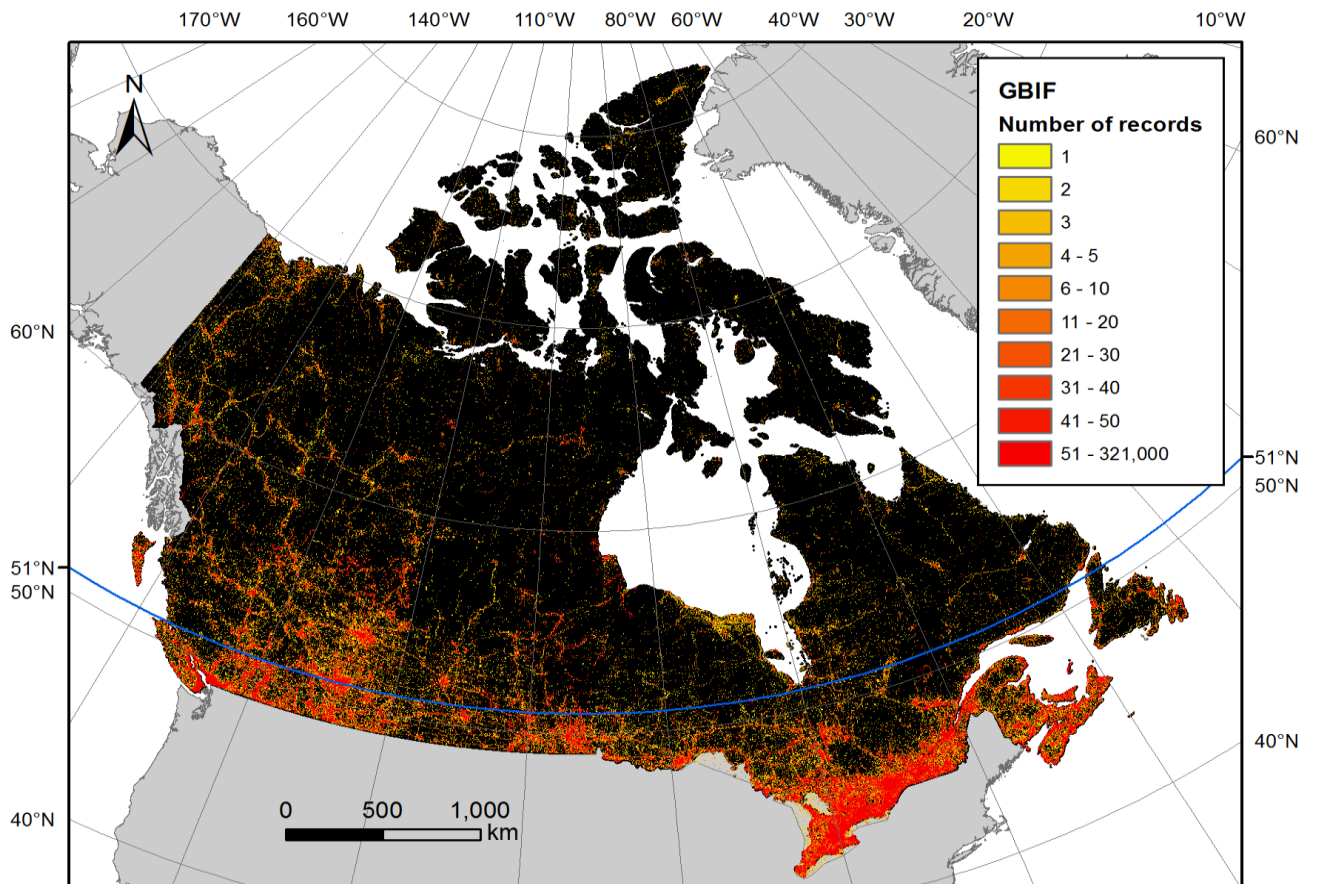 170°W 160°W 140°W 110°W 80°W 60°W 40°W 30°W 20°W 10°W
N
GBIF
Number of records
1
2
3
4 - 5
6 - 10
11 - 20
21 - 30
31 - 40
41 - 50
51 - 321,000
60°N
60°N
51°N
50°N
51°N
50°N
40°N
40°N
0 500 1,000
km